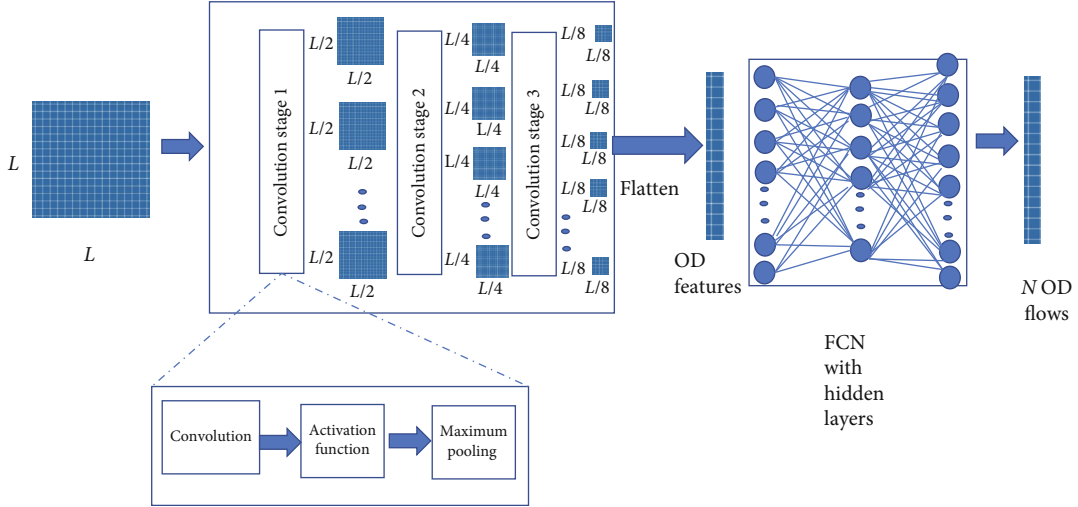 L
L
Convolution stage 1
L/2
L/2
L/2
L/2
L/2
L/2
Convolution stage 2
L/4
L/4
L/4
L/4
L/4
L/4
L/4
L/4
Convolution stage 3
L/8
L/8
L/8
L/8
L/8
L/8
L/8
L/8
L/8
L/8
Flatten
OD
features
FCN
with
hidden
layers
N OD
flows
Convolution
Activation
function
Maximum
pooling